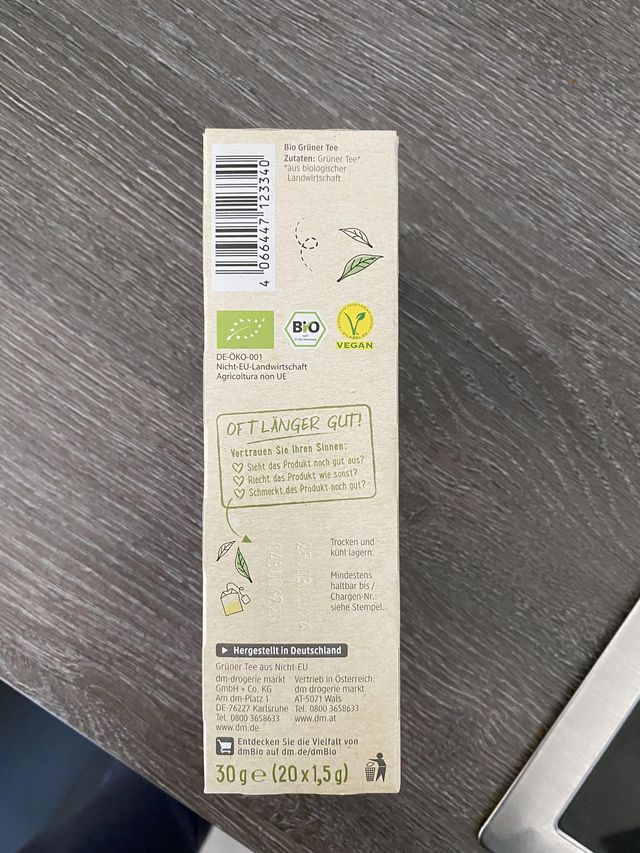 Bio Grüner Tee
Zutaten: Grüner Tee*.
*aus biologischer
Landwirtschaft
4 066447 123340
BiO
VEGAN
DE-ÖKO-001
Nicht-EU-Landwirtschaft
Agricoltura non UE
OFT LÄNGER GUT!
Vertrauen Sie Ihren Sinnen:
Sieht das Produkt noch gut aus?
Riecht das Produkt wie sonst?
Schmeckt das Produkt noch gut?
Trocken und
kühl lagern.
Mindestens
haltbar bis /
Chargen-Nr.:
siehe Stempel.
Hergestellt in Deutschland
Grüner Tee aus Nicht-EU
dm-drogerie markt
GmbH + Co. KG
Am dm-Platz 1
DE-76227 Karlsruhe
Tel. 0800 3658633
www.dm.de
Vertrieb in Österreich:
dm drogerie markt
AT-5071 Wals
Tel. 0800 3658633
www.dm.at
Entdecken Sie die Vielfalt von
dmBio auf dm.de/dmBio
30 g e (20 x 1,5 g)